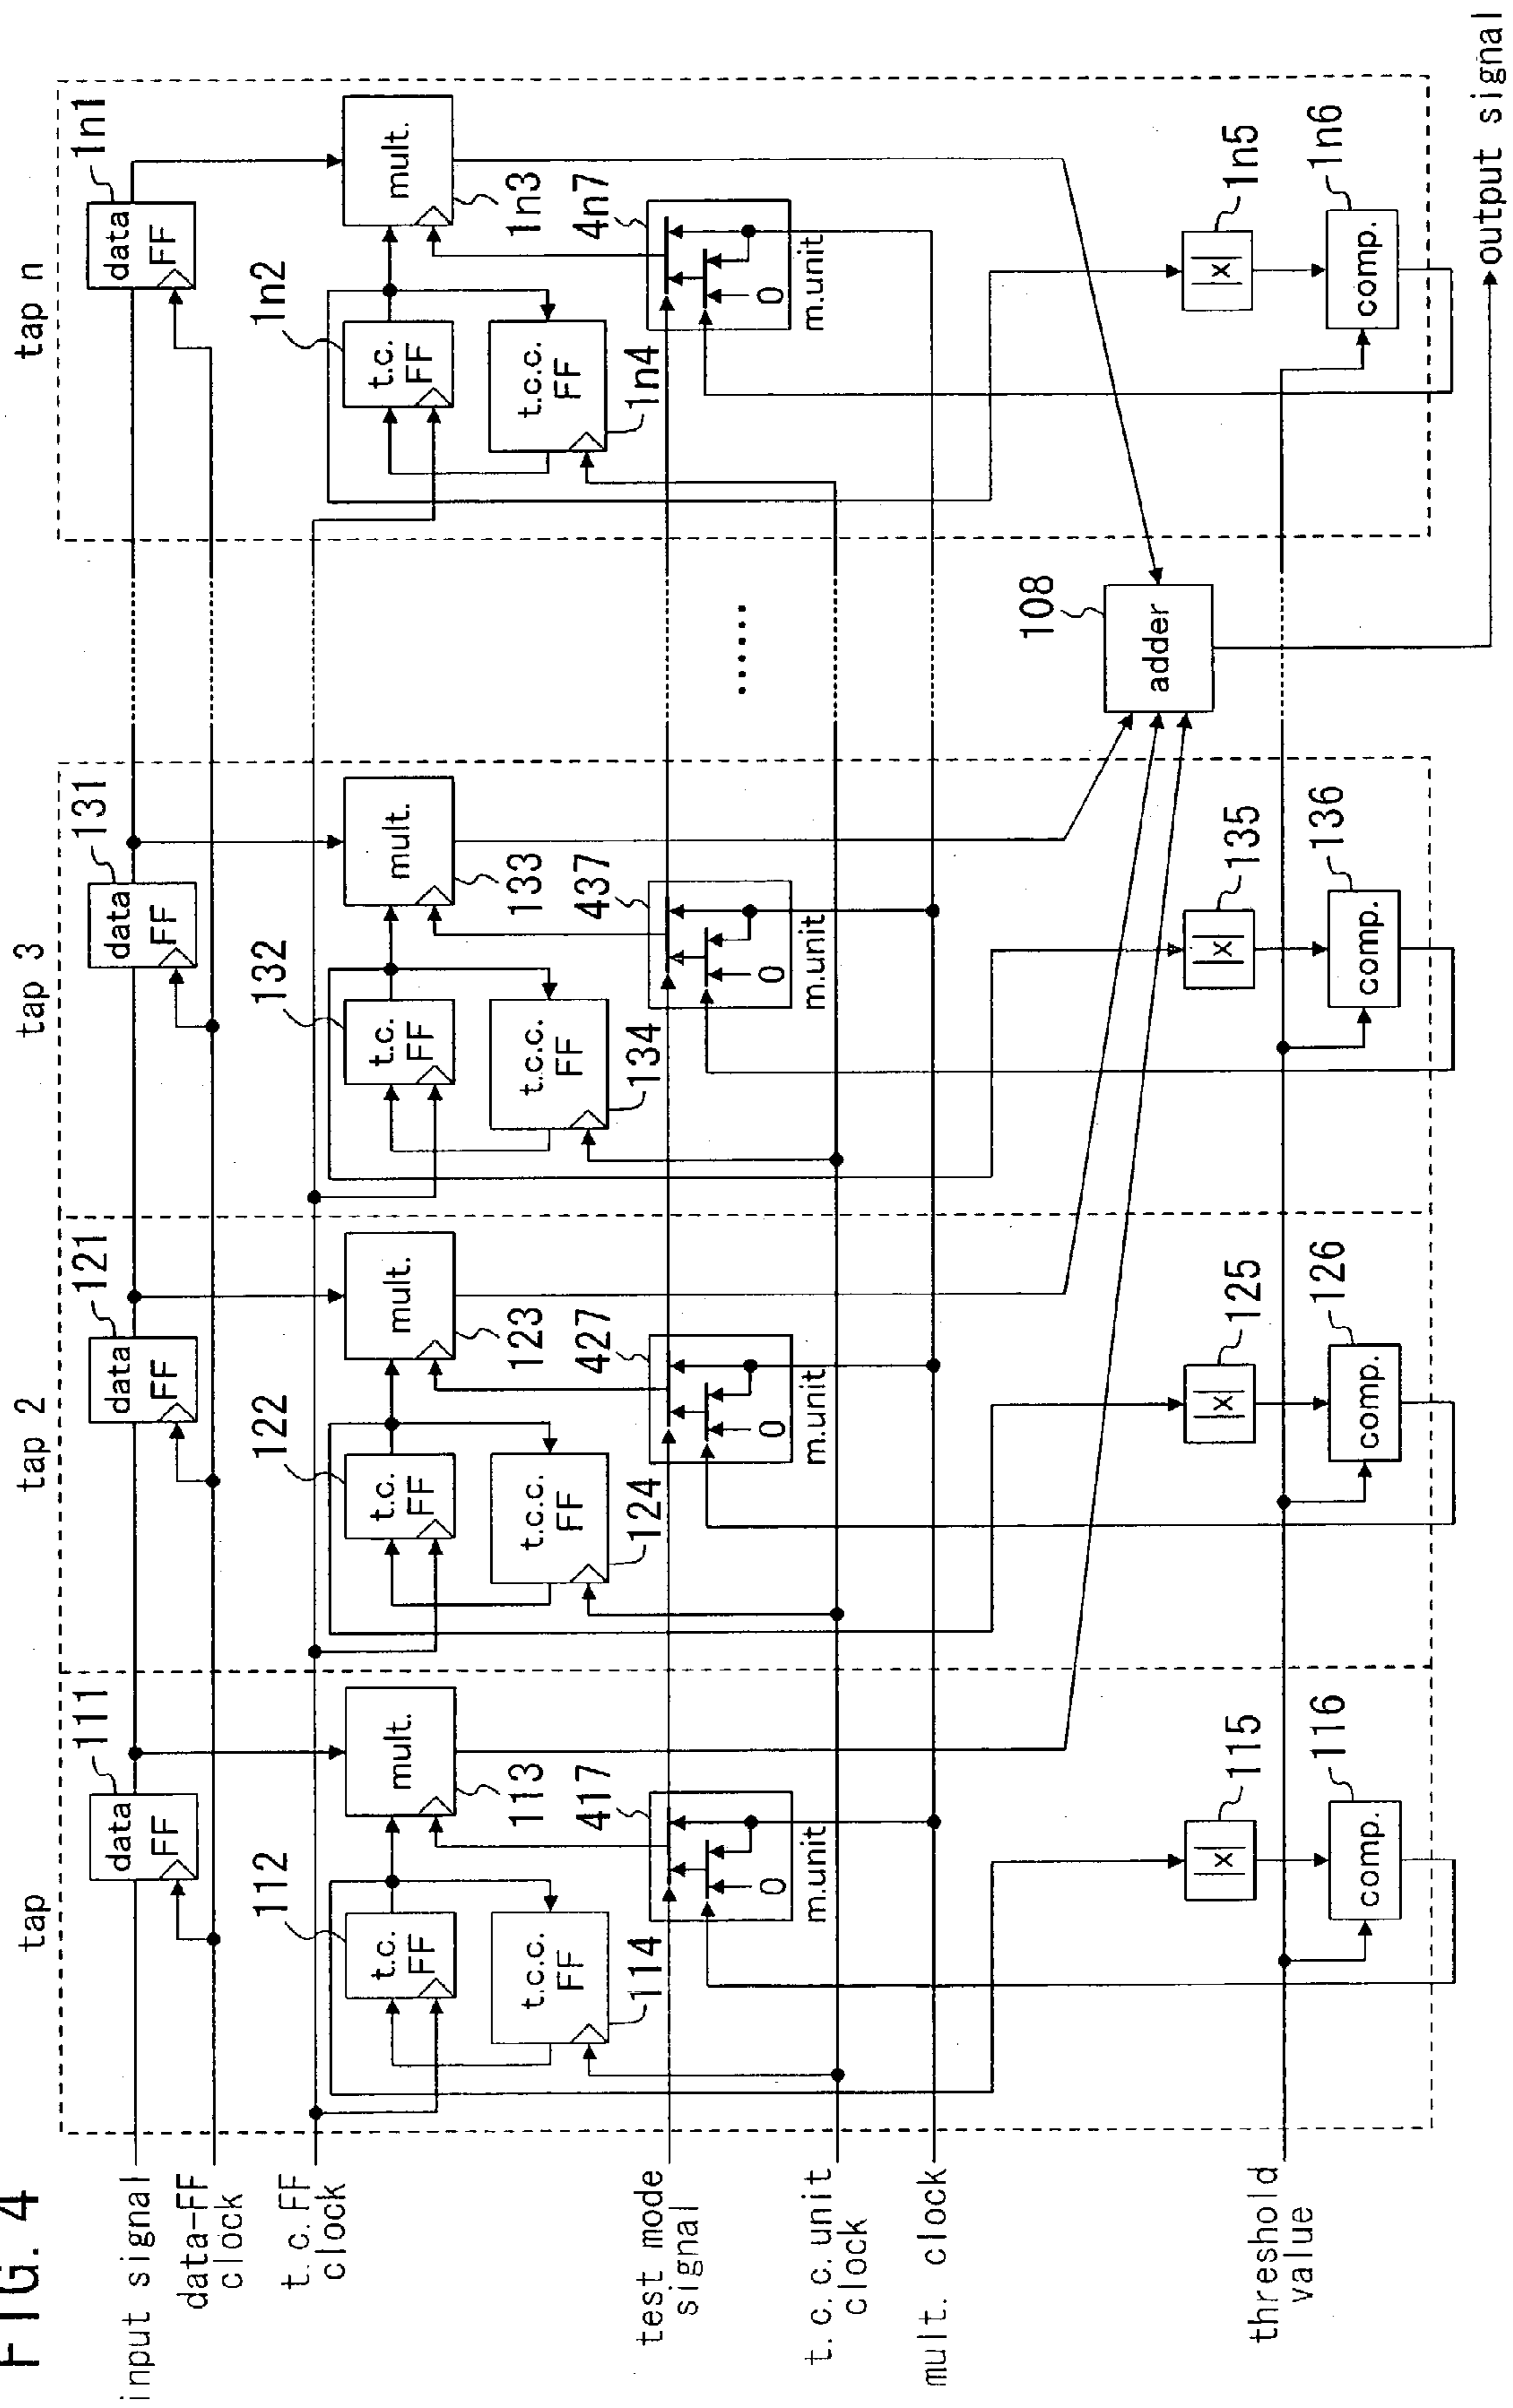 FIG. 4
tap
tap 2
tap 3
tap n
input signal
data-FF
clock
t.c.FF
clock
test mode
signal
t.c.c.unit
clock
mult. clock
threshold
value
data
FF
111
112
t.c.
FF
mult.
113
t.c.c.
FF
114
417
0
m.unit
|x|
115
comp.
116
data
FF
121
122
t.c.
FF
mult.
123
t.c.c.
FF
124
427
0
m.unit
|x|
125
comp.
126
data
FF
131
132
t.c.
FF
mult.
133
t.c.c.
FF
134
437
0
m.unit
|x|
135
comp.
136
......
108
adder
data
FF
1n1
1n2
t.c.
FF
mult.
1n3
t.c.c.
FF
1n4
4n7
0
m.unit
|x|
1n5
comp.
1n6
output signal